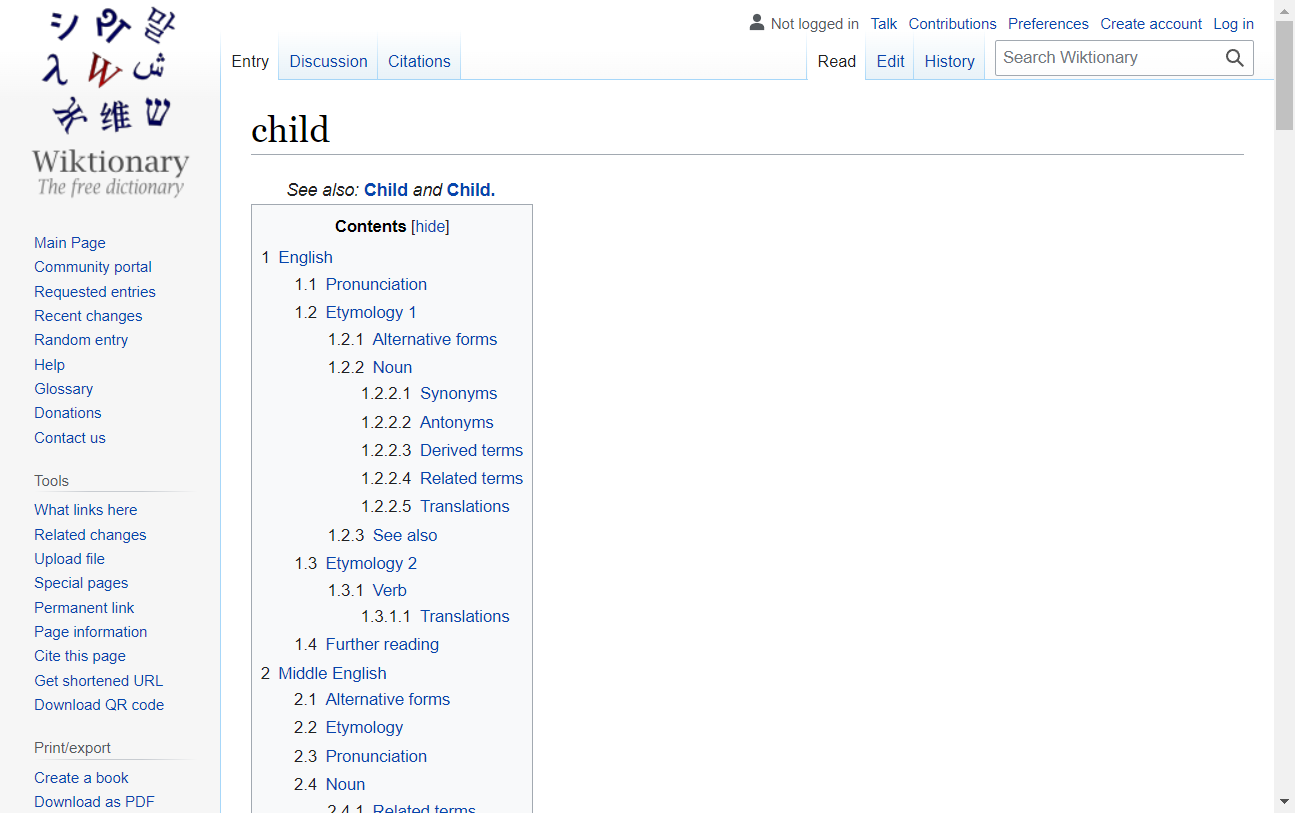 Not logged in Talk Contributions Preferences Create account Log in
Entry Discussion Citations Read Edit History Search Wiktionary
シ 말
λ W ش
维 ש
Wiktionary
The free dictionary
Main Page
Community portal
Requested entries
Recent changes
Random entry
Help
Glossary
Donations
Contact us
Tools
What links here
Related changes
Upload file
Special pages
Permanent link
Page information
Cite this page
Get shortened URL
Download QR code
Print/export
Create a book
Download as PDF
child
See also: Child and Child.
Contents [hide]
1 English
1.1 Pronunciation
1.2 Etymology 1
1.2.1 Alternative forms
1.2.2 Noun
1.2.2.1 Synonyms
1.2.2.2 Antonyms
1.2.2.3 Derived terms
1.2.2.4 Related terms
1.2.2.5 Translations
1.2.3 See also
1.3 Etymology 2
1.3.1 Verb
1.3.1.1 Translations
1.4 Further reading
2 Middle English
2.1 Alternative forms
2.2 Etymology
2.3 Pronunciation
2.4 Noun
2.4.1 Related terms